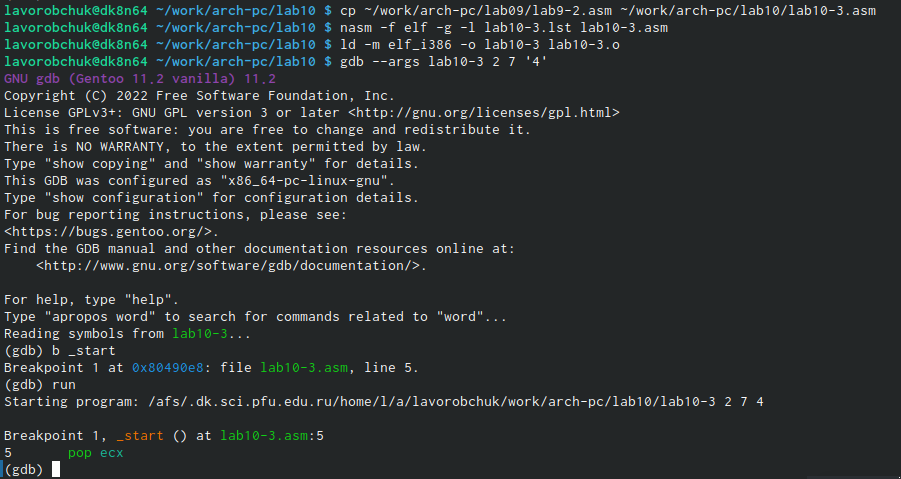 lavorobchuk@dk8n64 ~/work/arch-pc/lab10 $ cp ~/work/arch-pc/lab09/lab9-2.asm ~/work/arch-pc/lab10/lab10-3.asm
lavorobchuk@dk8n64 ~/work/arch-pc/lab10 $ nasm -f elf -g -l lab10-3.lst lab10-3.asm
lavorobchuk@dk8n64 ~/work/arch-pc/lab10 $ ld -m elf_i386 -o lab10-3 lab10-3.o
lavorobchuk@dk8n64 ~/work/arch-pc/lab10 $ gdb --args lab10-3 2 7 '4'
GNU gdb (Gentoo 11.2 vanilla) 11.2
Copyright (C) 2022 Free Software Foundation, Inc.
License GPLv3+: GNU GPL version 3 or later <http://gnu.org/licenses/gpl.html>
This is free software: you are free to change and redistribute it.
There is NO WARRANTY, to the extent permitted by law.
Type "show copying" and "show warranty" for details.
This GDB was configured as "x86_64-pc-linux-gnu".
Type "show configuration" for configuration details.
For bug reporting instructions, please see:
<https://bugs.gentoo.org/>.
Find the GDB manual and other documentation resources online at:
    <http://www.gnu.org/software/gdb/documentation/>.

For help, type "help".
Type "apropos word" to search for commands related to "word"...
Reading symbols from lab10-3...
(gdb) b _start
Breakpoint 1 at 0x80490e8: file lab10-3.asm, line 5.
(gdb) run
Starting program: /afs/.dk.sci.pfu.edu.ru/home/l/a/lavorobchuk/work/arch-pc/lab10/lab10-3 2 7 4

Breakpoint 1, _start () at lab10-3.asm:5
5       pop ecx
(gdb)